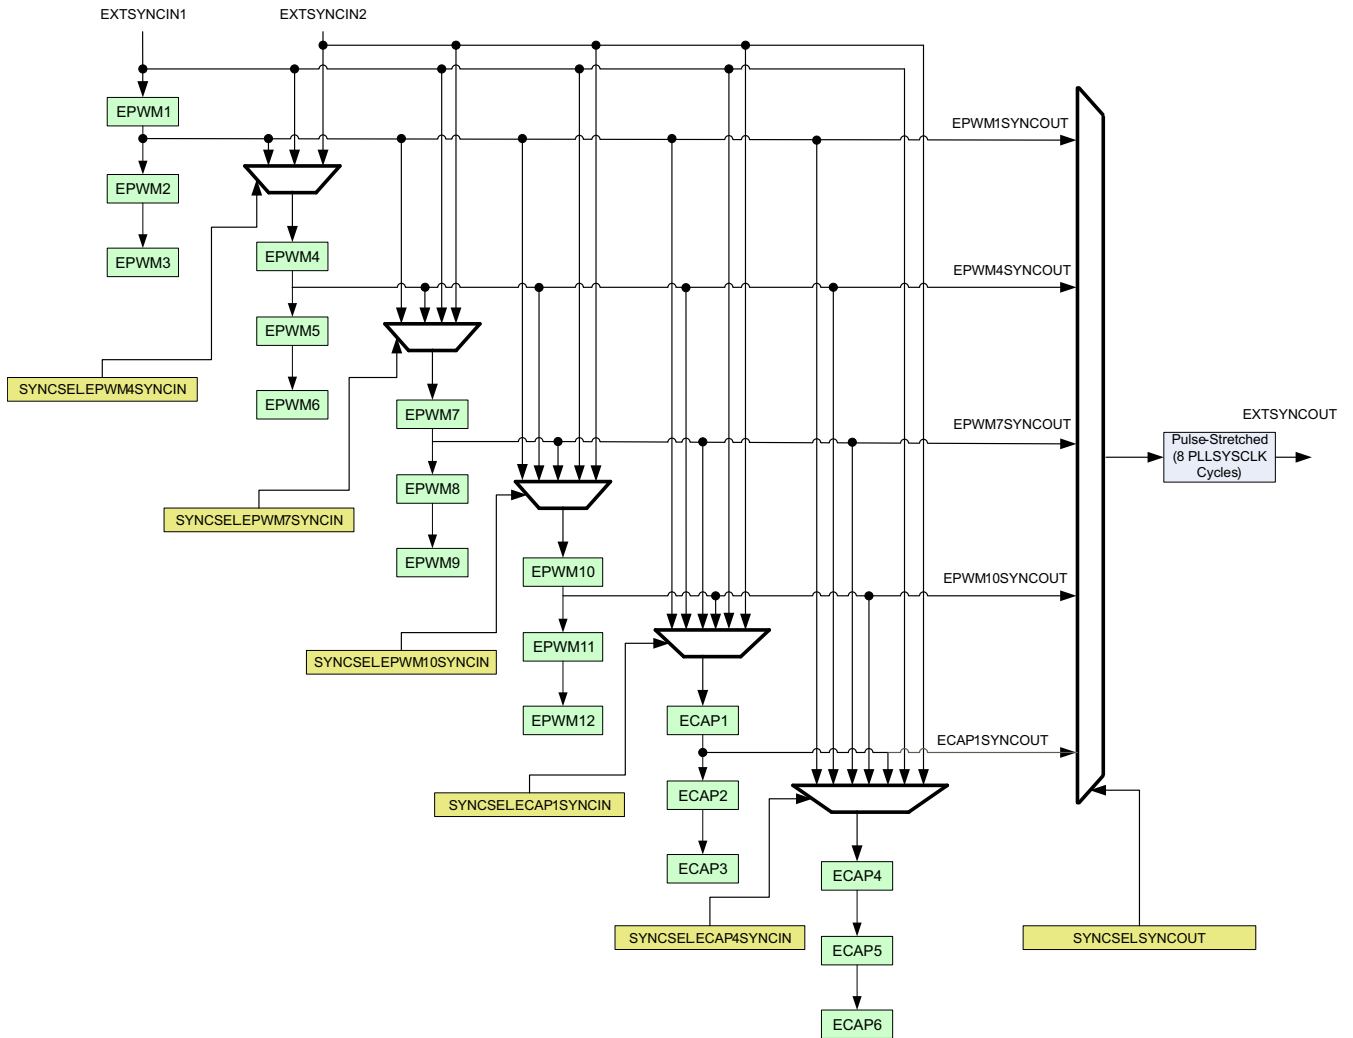 EXTSYNCIN1
EXTSYNCIN2
EPWM1
EPWM1SYNCOUT
EPWM2
EPWM3
EPWM4
EPWM4SYNCOUT
EPWM5
SYNCSELEPWM4SYNCIN
EPWM6
EPWM7
EPWM7SYNCOUT
EXTSYNCOUT
Pulse-Stretched
(8 PLLSYSCLK
Cycles)
EPWM8
SYNCSELEPWM7SYNCIN
EPWM9
EPWM10
EPWM10SYNCOUT
EPWM11
SYNCSELEPWM10SYNCIN
EPWM12
ECAP1
ECAP1SYNCOUT
ECAP2
SYNCSELECAP1SYNCIN
ECAP3
ECAP4
SYNCSELECAP4SYNCIN
SYNCSELSYNCOUT
ECAP5
ECAP6